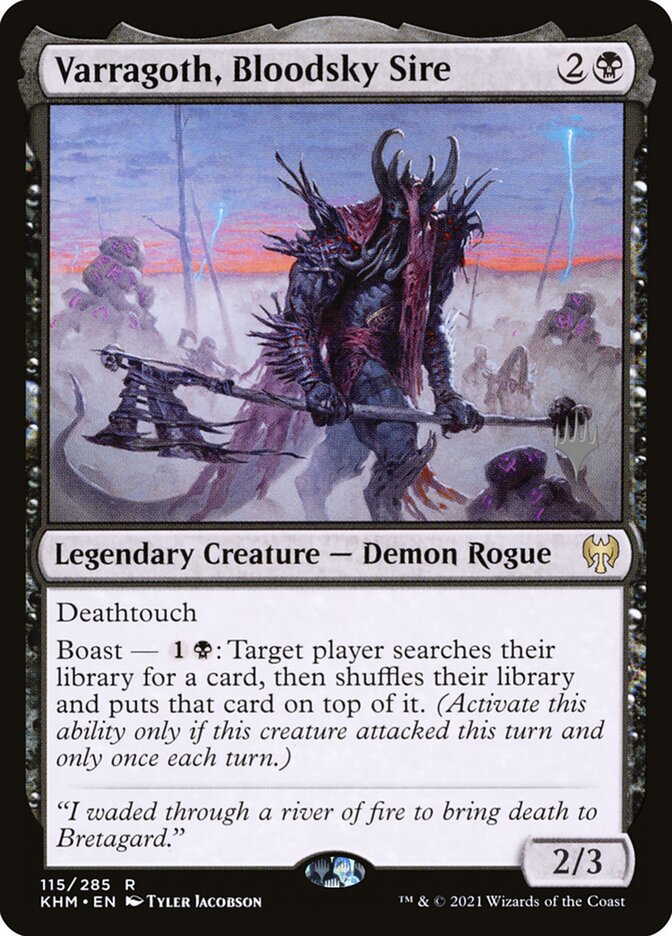 Varragoth, Bloodsky Sire 2
Legendary Creature — Demon Rogue
Deathtouch
Boast — 1: Target player searches their
library for a card, then shuffles their library
and puts that card on top of it. (Activate this
ability only if this creature attacked this turn and
only once each turn.)
“I waded through a river of fire to bring death to
Bretagard.”
2/3
115/285 R
KHM • EN Tyler Jacobson
™ & © 2021 Wizards of the Coast